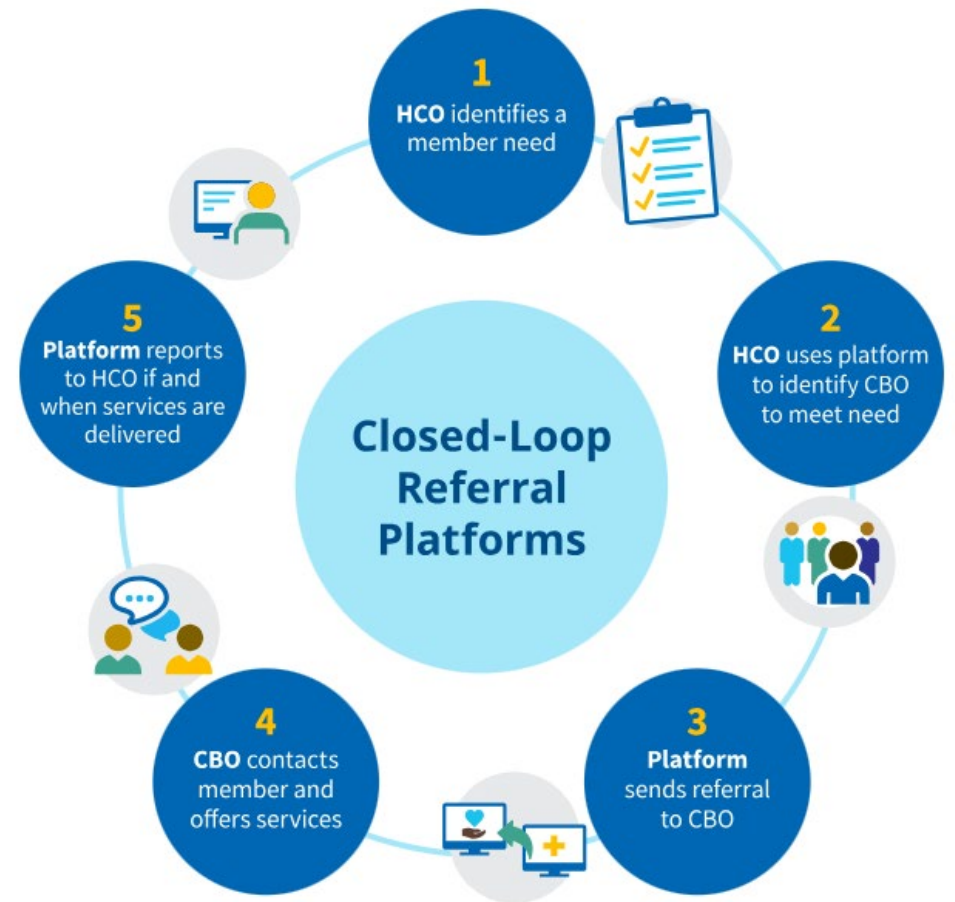 1
HCO identifies a
member need
2
HCO uses platform
to identify CBO
to meet need
3
Platform
sends referral
to CBO
4
CBO contacts
member and
offers services
5
Platform reports
to HCO if and
when services are
delivered
Closed-Loop
Referral
Platforms